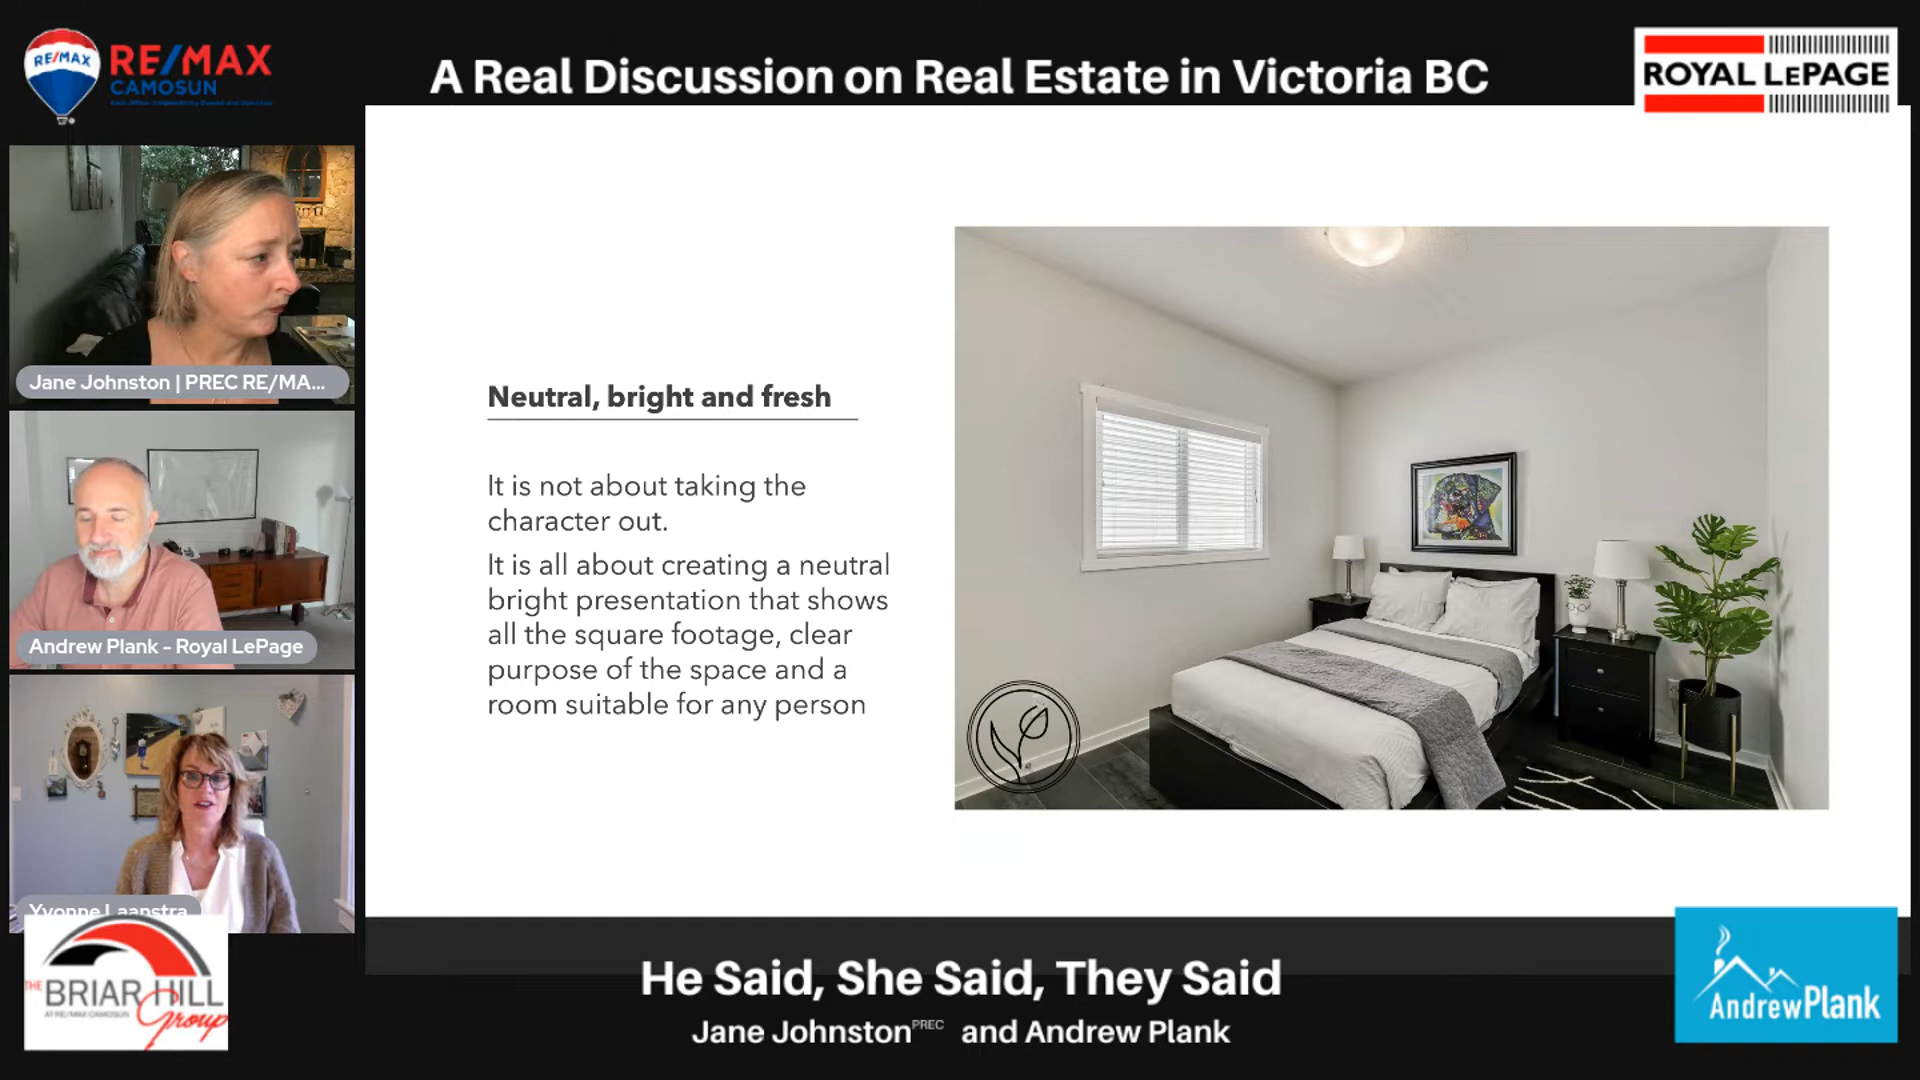 RE/MAX
RE/MAX
CAMOSUN
A Real Discussion on Real Estate in Victoria BC
ROYAL LEPAGE
Jane Johnston | PREC RE/MA...
Andrew Plank - Royal LePage
Yvonne Laanstra
Neutral, bright and fresh
It is not about taking the
character out.
It is all about creating a neutral
bright presentation that shows
all the square footage, clear
purpose of the space and a
room suitable for any person
THE
BRIAR HILL
AT RE/MAX CAMOSUN
Group
He Said, She Said, They Said
Jane Johnston PREC and Andrew Plank
AndrewPlank